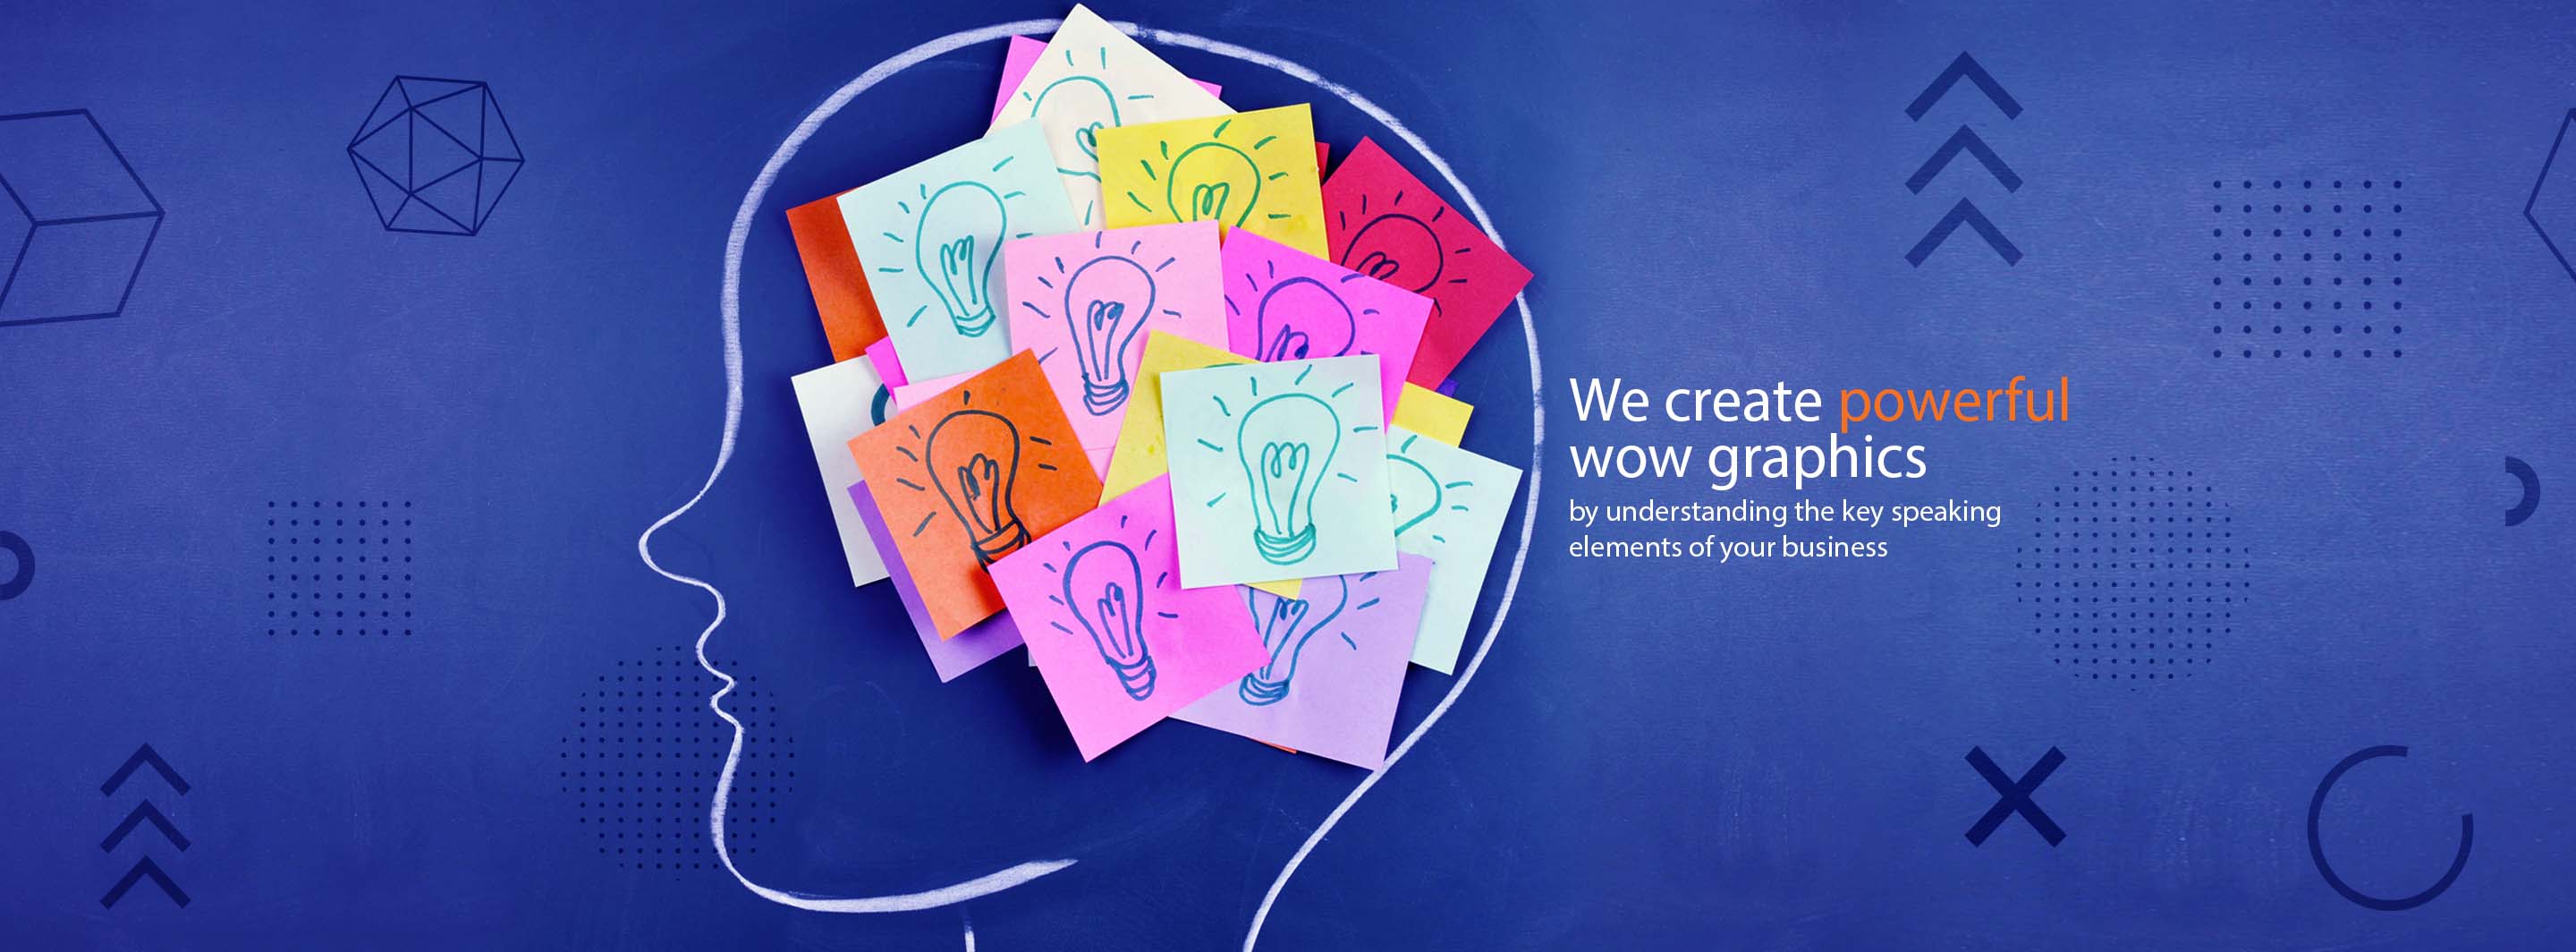 We create powerful
wow graphics
by understanding the key speaking
elements of your business